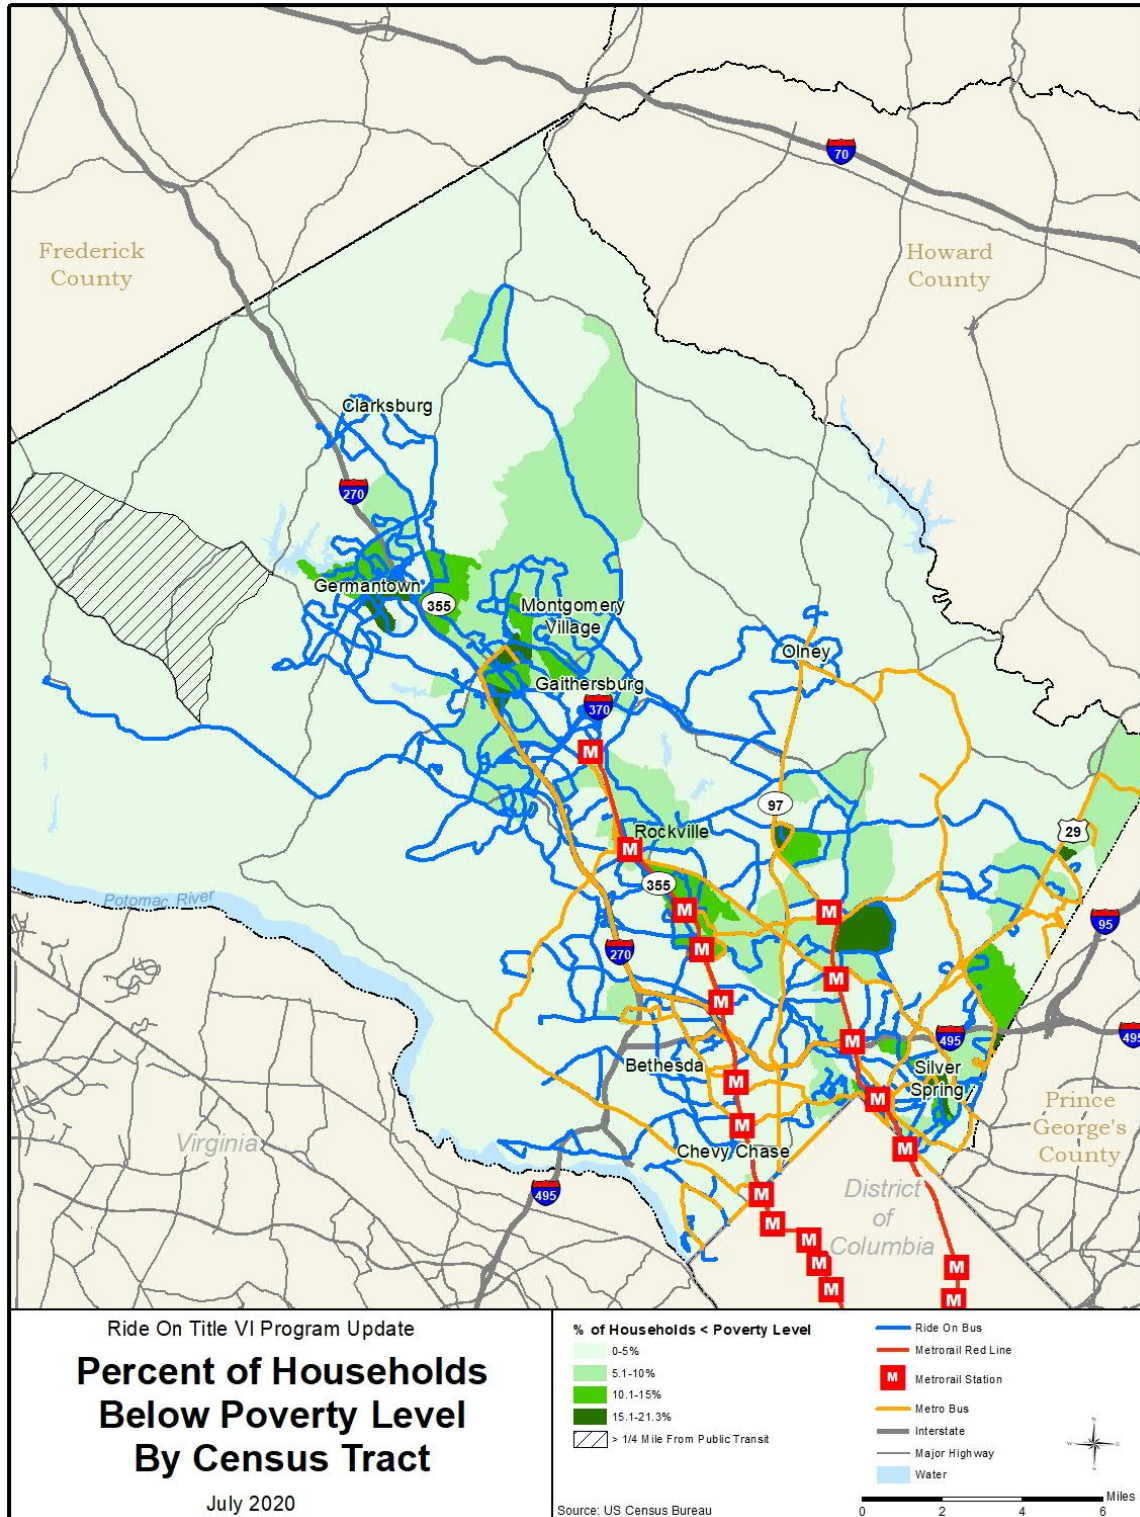 70
Frederick
County
Howard
County
Clarksburg
270
Germantown
355
Montgomery
Village
Olney
Gaithersburg
370
M
97
29
Rockville
M
355
Potomac River
M
M
95
270
M
M
M
M
495
495
Bethesda
Silver
Spring
M
M
M
Prince
George's
County
M
Virginia
Chevy Chase
M
495
M
District
of
Columbia
M
M
M
M
M
M
Ride On Title VI Program Update
Percent of Households
Below Poverty Level
By Census Tract
July 2020
% of Households < Poverty Level
0-5%
5.1-10%
10.1-15%
15.1-21.3%
> 1/4 Mile From Public Transit
Source: US Census Bureau
Ride On Bus
Metrorail Red Line
M
Metrorail Station
Metro Bus
Interstate
Major Highway
Water
Miles
0 2 4 6